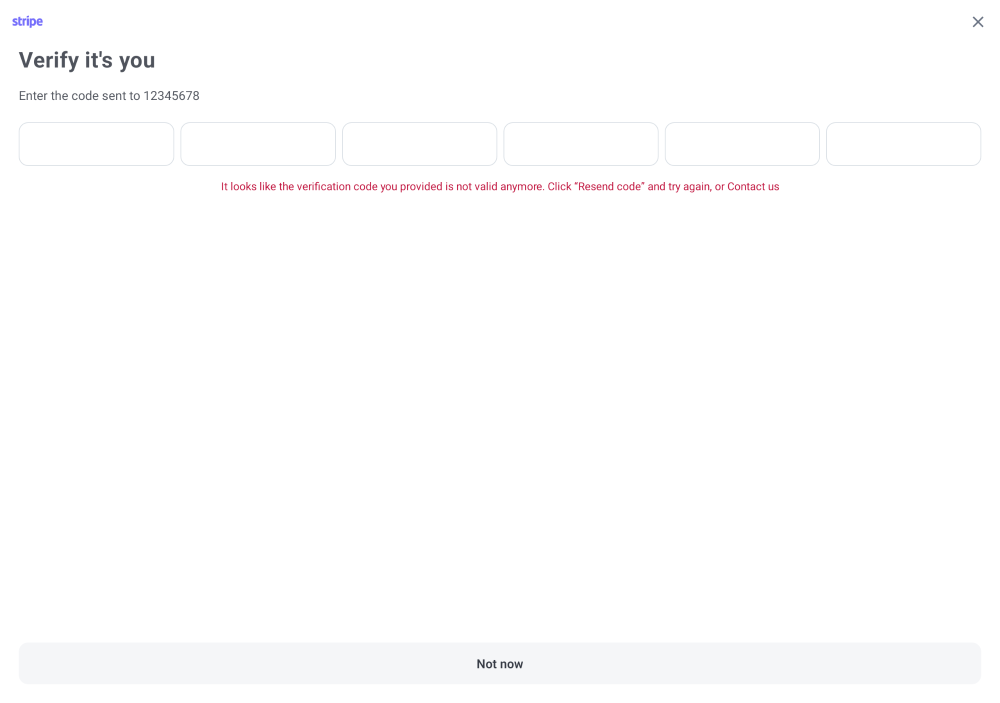 stripe
Verify it's you
Enter the code sent to 12345678
It looks like the verification code you provided is not valid anymore. Click “Resend code” and try again, or Contact us
Not now